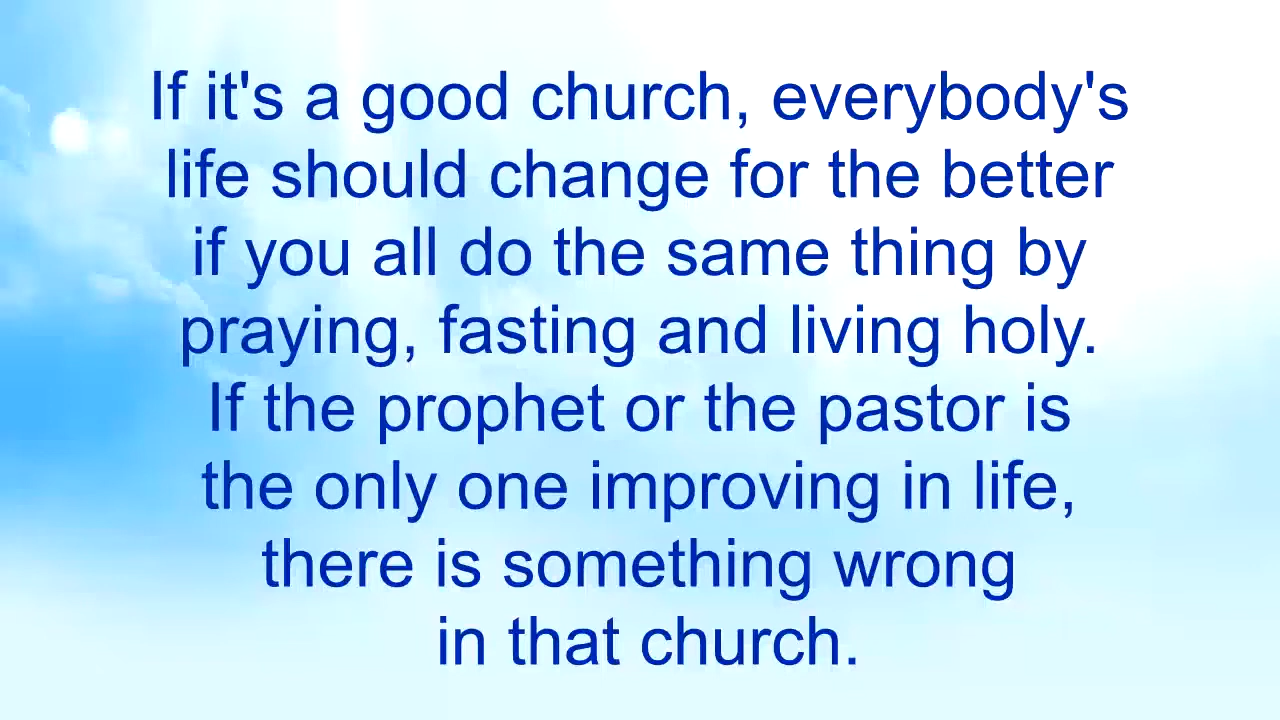 If it's a good church, everybody's
life should change for the better
if you all do the same thing by
praying, fasting and living holy.
If the prophet or the pastor is
the only one improving in life,
there is something wrong
in that church.